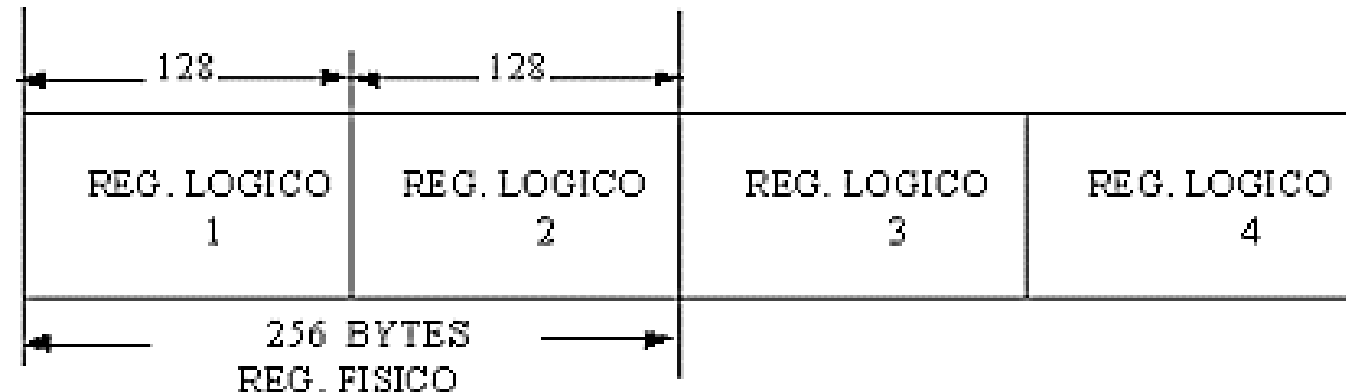 128 128
REG. LOGICO REG. LOGICO REG. LOGICO REG. LOGICO
1 2 3 4
256 BYTES
REG. FISICO